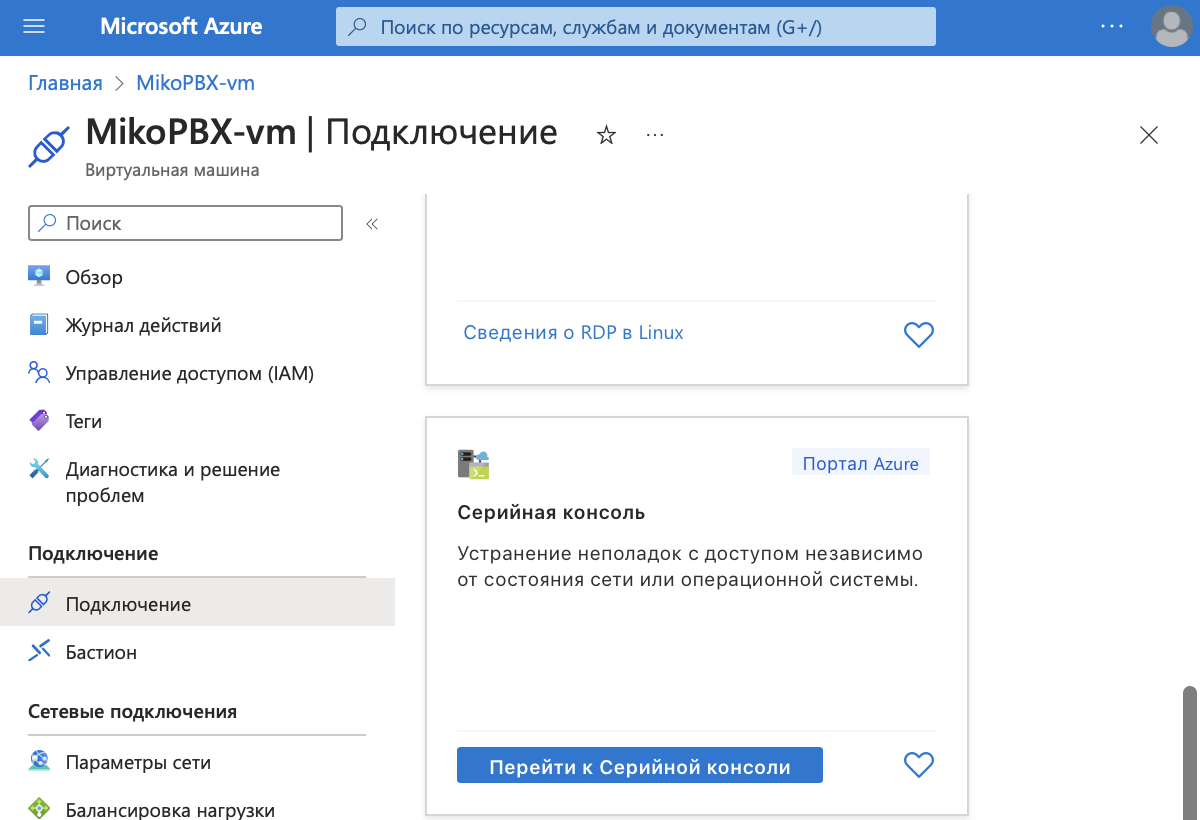 Microsoft Azure
Поиск по ресурсам, службам и документам (G+/)
Главная > MikoPBX-vm
MikoPBX-vm | Подключение
Виртуальная машина
Поиск
Обзор
Журнал действий
Управление доступом (IAM)
Теги
Диагностика и решение
проблем
Подключение
Подключение
Бастион
Сетевые подключения
Параметры сети
Балансировка нагрузки
Сведения о RDP в Linux
Портал Azure
Серийная консоль
Устранение неполадок с доступом независимо
от состояния сети или операционной системы.
Перейти к Серийной консоли